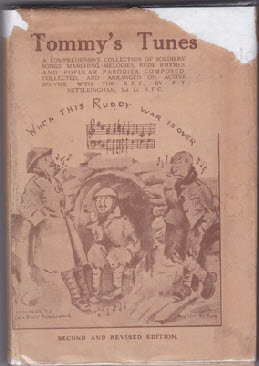 Tommy's Tunes
A COMPREHENSIVE COLLECTION OF SOLDIERS'
SONGS, MARCHING MELODIES, RUDE RHYMES,
AND POPULAR PARODIES, COMPOSED,
COLLECTED, AND ARRANGED ON ACTIVE
SERVICE WITH THE B.E.F., BY F. T.
NETTLEINGHAM, 2nd Lt. R.F.C.
WHEN THIS RUDDY WAR IS OVER
SECOND AND REVISED EDITION.